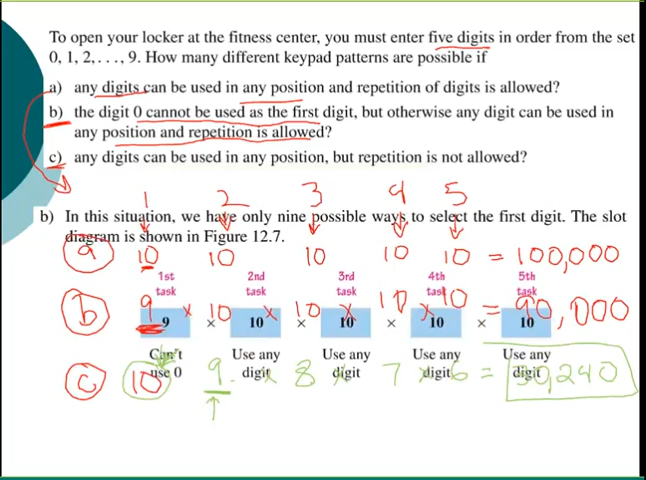 To open your locker at the fitness center, you must enter five digits in order from the set
0, 1, 2,. . ., 9. How many different keypad patterns are possible if
a) any digits can be used in any position and repetition of digits is allowed?
b) the digit 0 cannot be used as the first digit, but otherwise any digit can be used in
any position and repetition is allowed?
c) any digits can be used in any position, but repetition is not allowed?
1 2 3 4 5
b) In this situation, we have only nine possible ways to select the first digit. The slot
diagram is shown in Figure 12.7.
a 10 10 10 10 10 = 100,000
1st task 2nd task 3rd task 4th task 5th task
b 9 x 10 x 10 x 10 x 10 = 90,000
9 × 10 × 10 × 10 × 10
Can't use 0 Use any digit Use any digit Use any digit Use any digit
c 10 9 . 8 x 7 x 6 = 30,240